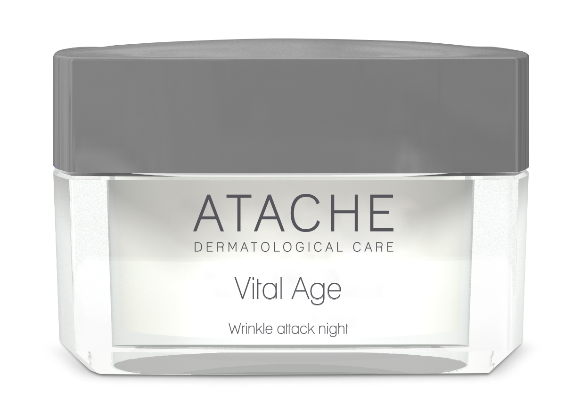 ATACHE
DERMATOLOGICAL CARE
Vital Age
Wrinkle attack night